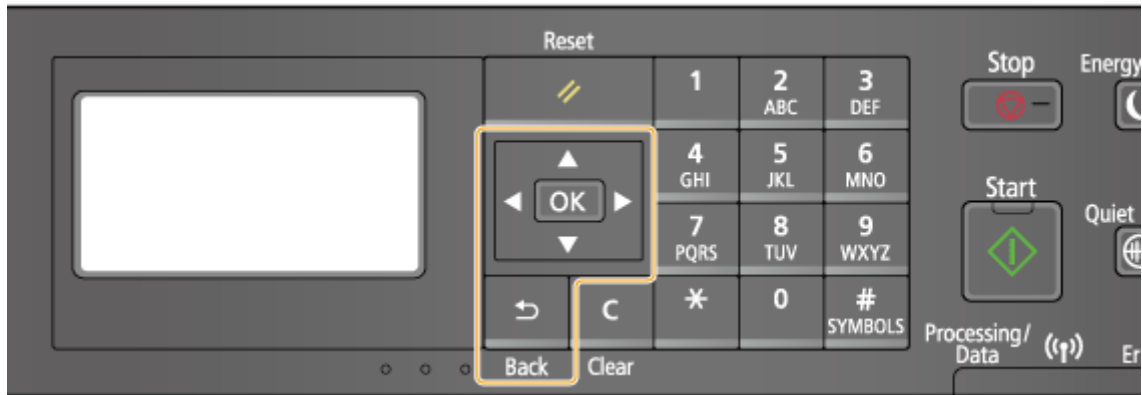 Reset
Stop
Energy
1
2
ABC
3
DEF
OK
4
GHI
5
JKL
6
MNO
Start
7
PQRS
8
TUV
9
WXYZ
Quiet
C
*
0
#
SYMBOLS
Back
Clear
Processing/
Data
Er